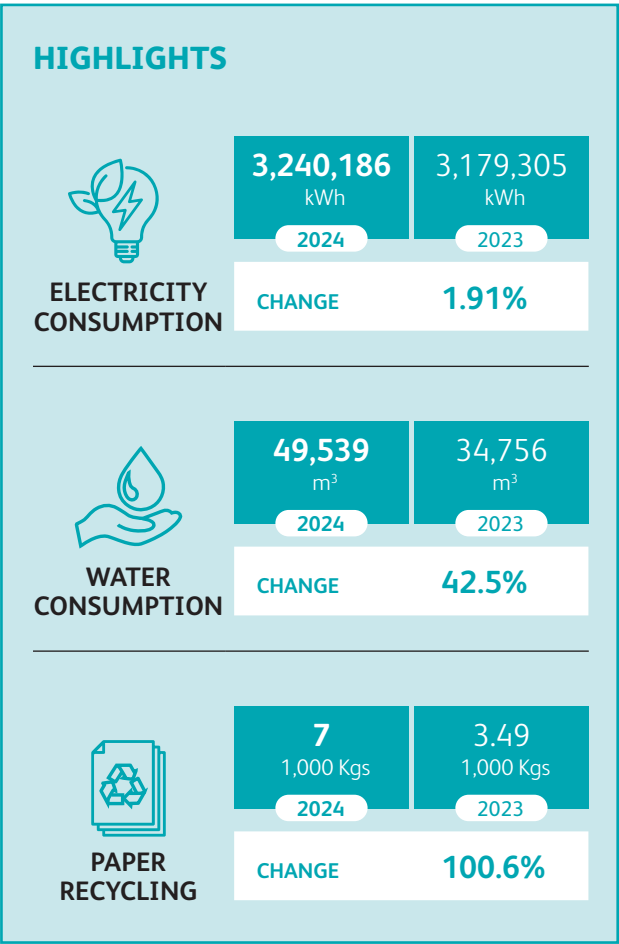 HIGHLIGHTS
3,240,186
kWh
2024
3,179,305
kWh
2023
ELECTRICITY
CONSUMPTION
CHANGE 1.91%
49,539
m³
2024
34,756
m³
2023
WATER
CONSUMPTION
CHANGE 42.5%
7
1,000 Kgs
2024
3.49
1,000 Kgs
2023
PAPER
RECYCLING
CHANGE 100.6%